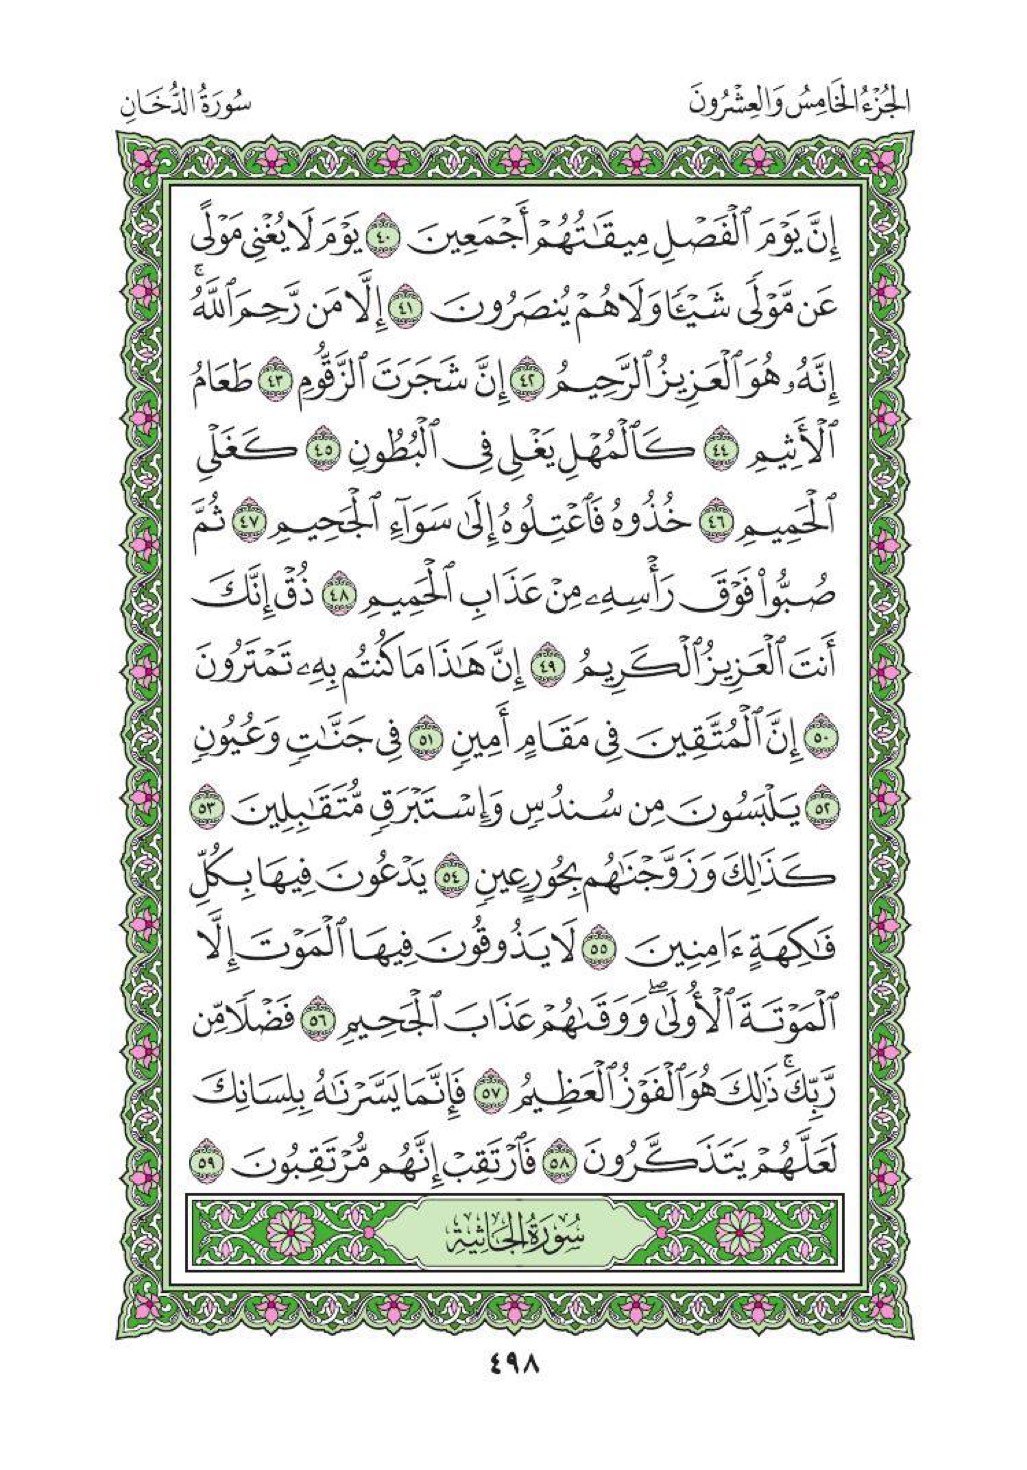 الجُزْءُ الخَامِسُ وَالعِشْرُونَ
سُورَةُ الدُّخَانِ
إِنَّ يَوْمَ ٱلْفَصْلِ مِيقَٰتُهُمْ أَجْمَعِينَ ٤٠ يَوْمَ لَا يُغْنِى مَوْلًى
عَن مَّوْلًى شَيْـًٔا وَلَا هُمْ يُنصَرُونَ ٤١ إِلَّا مَن رَّحِمَ ٱللَّهُ ۚ
إِنَّهُۥ هُوَ ٱلْعَزِيزُ ٱلرَّحِيمُ ٤٢ إِنَّ شَجَرَتَ ٱلزَّقُّومِ ٤٣ طَعَامُ
ٱلْأَثِيمِ ٤٤ كَٱلْمُهْلِ يَغْلِى فِى ٱلْبُطُونِ ٤٥ كَغَلْىِ
ٱلْحَمِيمِ ٤٦ خُذُوهُ فَٱعْتِلُوهُ إِلَىٰ سَوَآءِ ٱلْجَحِيمِ ٤٧ ثُمَّ
صُبُّوا۟ فَوْقَ رَأْسِهِۦ مِنْ عَذَابِ ٱلْحَمِيمِ ٤٨ ذُقْ إِنَّكَ
أَنتَ ٱلْعَزِيزُ ٱلْكَرِيمُ ٤٩ إِنَّ هَٰذَا مَا كُنتُم بِهِۦ تَمْتَرُونَ
٥٠ إِنَّ ٱلْمُتَّقِينَ فِى مَقَامٍ أَمِينٍ ٥١ فِى جَنَّٰتٍ وَعُيُونٍ
٥٢ يَلْبَسُونَ مِن سُندُسٍ وَإِسْتَبْرَقٍ مُّتَقَٰبِلِينَ ٥٣
كَذَٰلِكَ وَزَوَّجْنَٰهُم بِحُورٍ عِينٍ ٥٤ يَدْعُونَ فِيهَا بِكُلِّ
فَٰكِهَةٍ ءَامِنِينَ ٥٥ لَا يَذُوقُونَ فِيهَا ٱلْمَوْتَ إِلَّا
ٱلْمَوْتَةَ ٱلْأُولَىٰ ۖ وَوَقَىٰهُمْ عَذَابَ ٱلْجَحِيمِ ٥٦ فَضْلًا مِّن
رَّبِّكَ ۚ ذَٰلِكَ هُوَ ٱلْفَوْزُ ٱلْعَظِيمُ ٥٧ فَإِنَّمَا يَسَّرْنَٰهُ بِلِسَانِكَ
لَعَلَّهُمْ يَتَذَكَّرُونَ ٥٨ فَٱرْتَقِبْ إِنَّهُم مُّرْتَقِبُونَ ٥٩
سُورَةُ الجَاثِيَةِ
٤٩٨